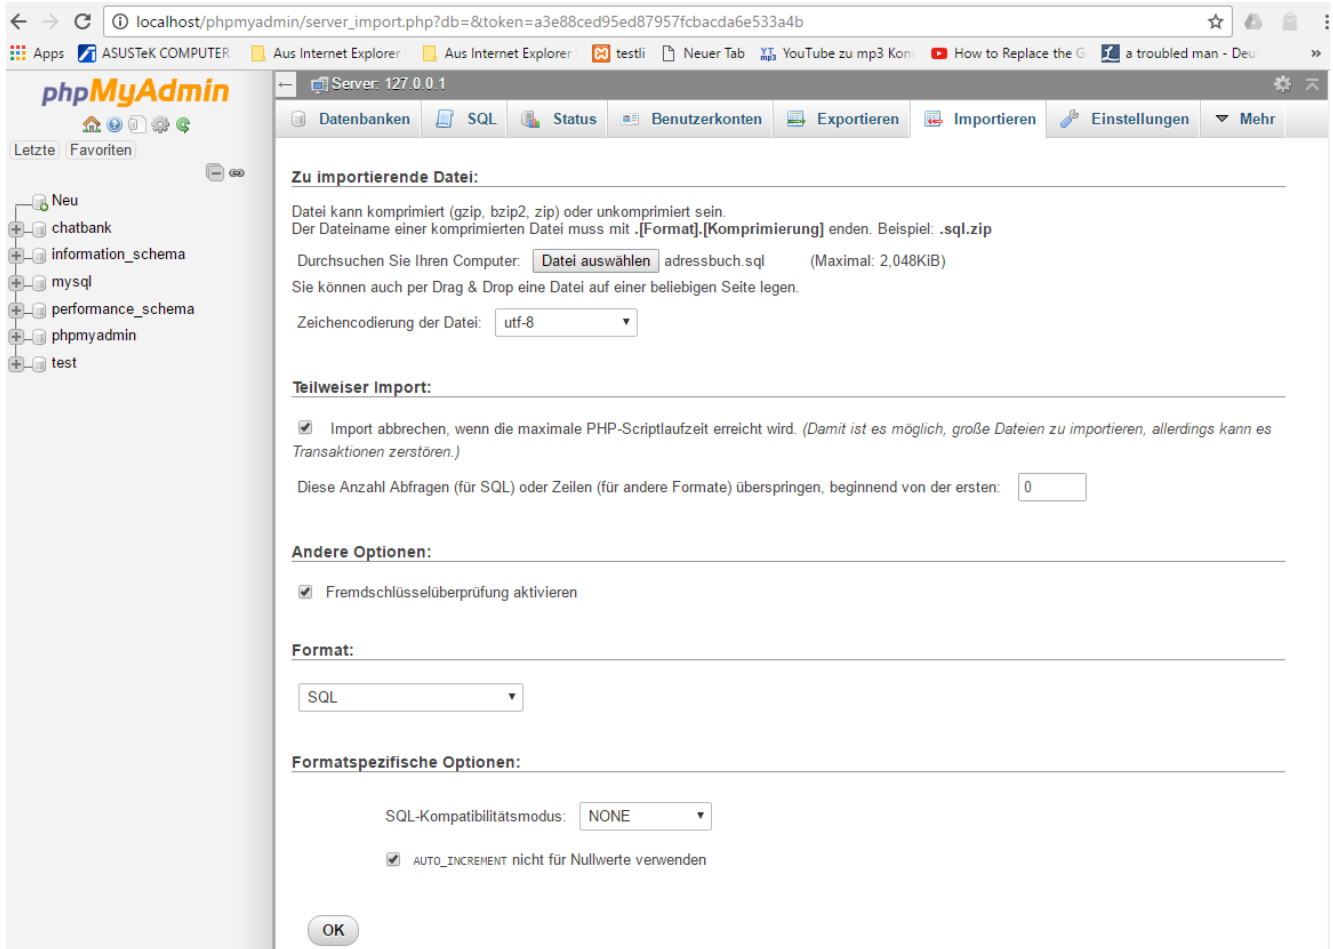 localhost/phpmyadmin/server_import.php?db=&token=a3e88ced95ed87957fcbacda6e533a4b
Apps ASUSTeK COMPUTER Aus Internet Explorer Aus Internet Explorer testli Neuer Tab YouTube zu mp3 Kon How to Replace the G a troubled man - Deu »
phpMyAdmin
Letzte Favoriten
Neu
chatbank
information_schema
mysql
performance_schema
phpmyadmin
test
Server: 127.0.0.1
Datenbanken SQL Status Benutzerkonten Exportieren Importieren Einstellungen Mehr
Zu importierende Datei:
Datei kann komprimiert (gzip, bzip2, zip) oder unkomprimiert sein.
Der Dateiname einer komprimierten Datei muss mit .[Format].[Komprimierung] enden. Beispiel: .sql.zip
Durchsuchen Sie Ihren Computer: Datei auswählen adressbuch.sql (Maximal: 2,048KiB)
Sie können auch per Drag & Drop eine Datei auf einer beliebigen Seite legen.
Zeichencodierung der Datei: utf-8
Teilweiser Import:
Import abbrechen, wenn die maximale PHP-Scriptlaufzeit erreicht wird. (Damit ist es möglich, große Dateien zu importieren, allerdings kann es
Transaktionen zerstören.)
Diese Anzahl Abfragen (für SQL) oder Zeilen (für andere Formate) überspringen, beginnend von der ersten: 0
Andere Optionen:
Fremdschlüsselüberprüfung aktivieren
Format:
SQL
Formatspezifische Optionen:
SQL-Kompatibilitätsmodus: NONE
AUTO_INCREMENT nicht für Nullwerte verwenden
OK